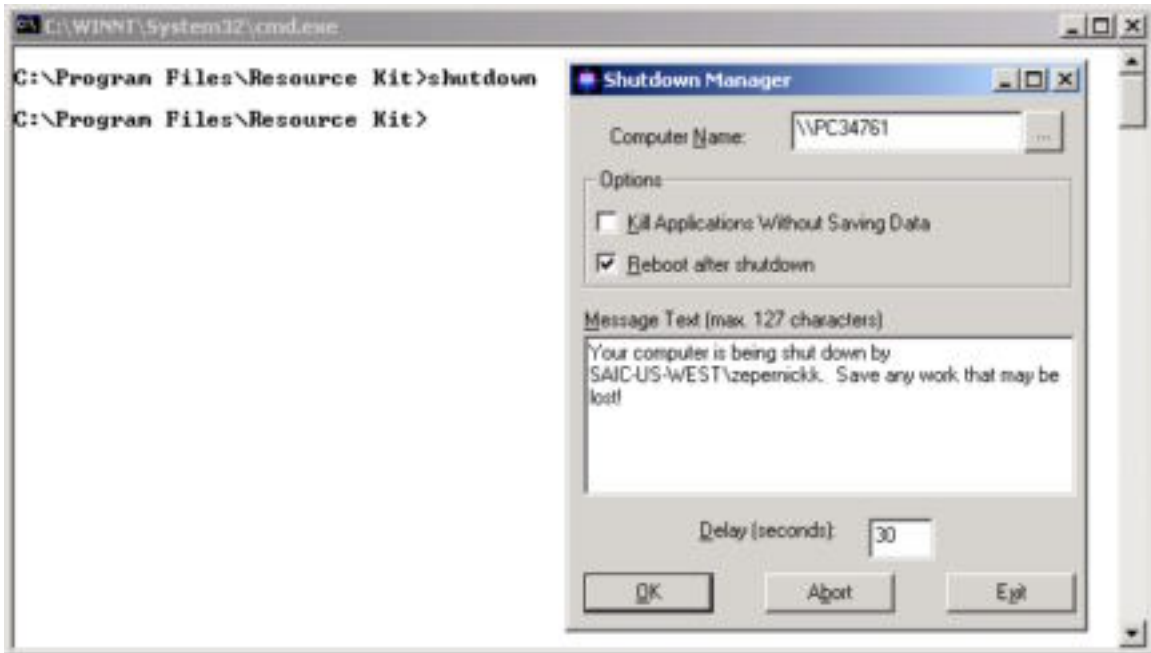 C:\WINNT\System32\cmd.exe
C:\Program Files\Resource Kit>shutdown
C:\Program Files\Resource Kit>
Shutdown Manager
Computer Name:
\\PC34761
...
Options
Kill Applications Without Saving Data
Reboot after shutdown
Message Text (max. 127 characters)
Your computer is being shut down by
SAIC-US-WEST\zepernickk. Save any work that may be
lost!
Delay (seconds):
30
OK
Abort
Exit